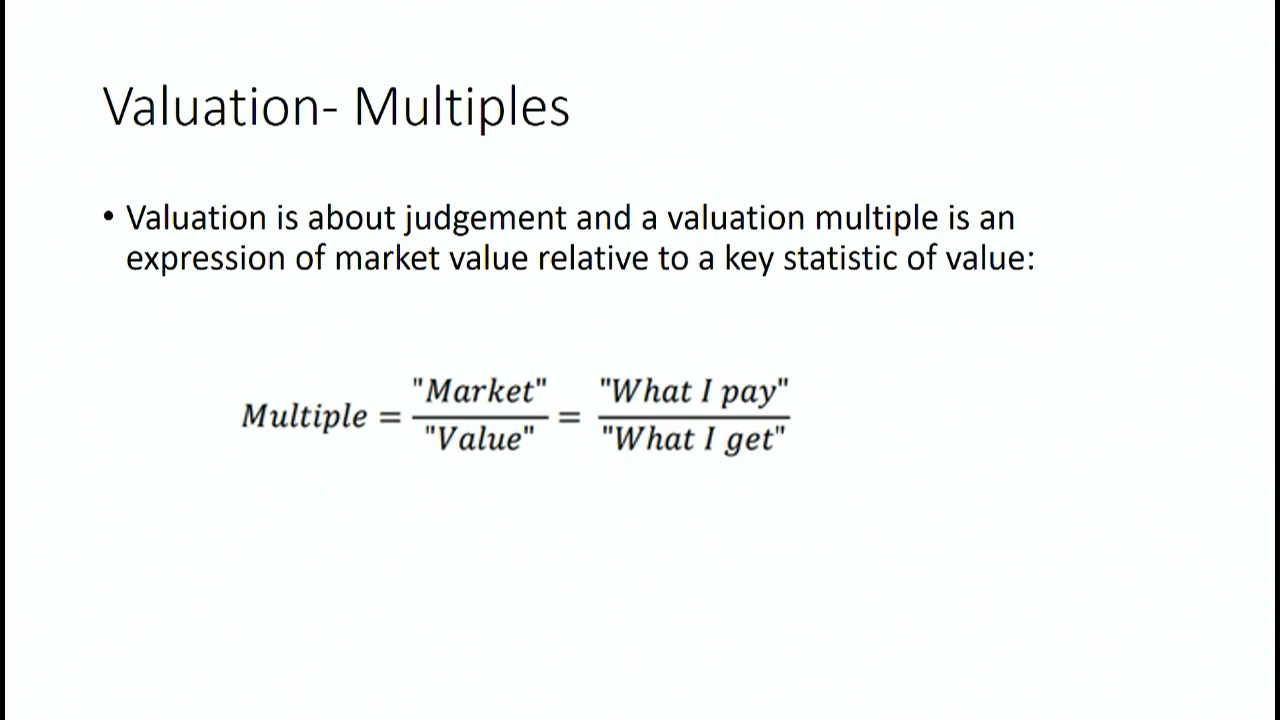 Valuation- Multiples
• Valuation is about judgement and a valuation multiple is an
expression of market value relative to a key statistic of value:
Multiple = "Market" / "Value" = "What I pay" / "What I get"